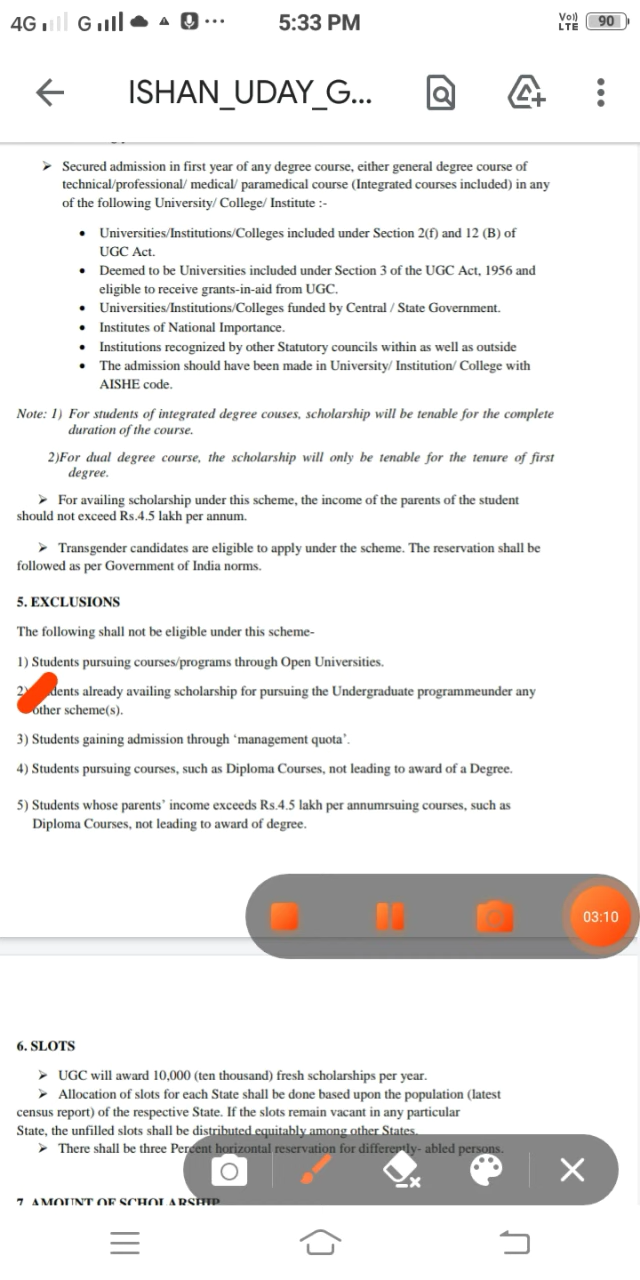 4G G ... 5:33 PM Vo)) LTE 90
ISHAN_UDAY_G...
➢ Secured admission in first year of any degree course, either general degree course of
technical/professional/ medical/ paramedical course (Integrated courses included) in any
of the following University/ College/ Institute :-
• Universities/Institutions/Colleges included under Section 2(f) and 12 (B) of
UGC Act.
• Deemed to be Universities included under Section 3 of the UGC Act, 1956 and
eligible to receive grants-in-aid from UGC.
• Universities/Institutions/Colleges funded by Central / State Government.
• Institutes of National Importance.
• Institutions recognized by other Statutory councils within as well as outside
• The admission should have been made in University/ Institution/ College with
AISHE code.
Note: 1) For students of integrated degree couses, scholarship will be tenable for the complete
duration of the course.
2)For dual degree course, the scholarship will only be tenable for the tenure of first
degree.
➢ For availing scholarship under this scheme, the income of the parents of the student
should not exceed Rs.4.5 lakh per annum.
➢ Transgender candidates are eligible to apply under the scheme. The reservation shall be
followed as per Government of India norms.
5. EXCLUSIONS
The following shall not be eligible under this scheme-
1) Students pursuing courses/programs through Open Universities.
2) already availing scholarship for pursuing the Undergraduate programmeunder any
other scheme(s).
3) Students gaining admission through ‘management quota’.
4) Students pursuing courses, such as Diploma Courses, not leading to award of a Degree.
5) Students whose parents’ income exceeds Rs.4.5 lakh per annumrsuing courses, such as
Diploma Courses, not leading to award of degree.
03:10
6. SLOTS
➢ UGC will award 10,000 (ten thousand) fresh scholarships per year.
➢ Allocation of slots for each State shall be done based upon the population (latest
census report) of the respective State. If the slots remain vacant in any particular
State, the unfilled slots shall be distributed equitably among other States.
➢ There shall be three Percent horizontal reservation for differently- abled persons.
7. AMOUNT OF SCHOLARSHIP